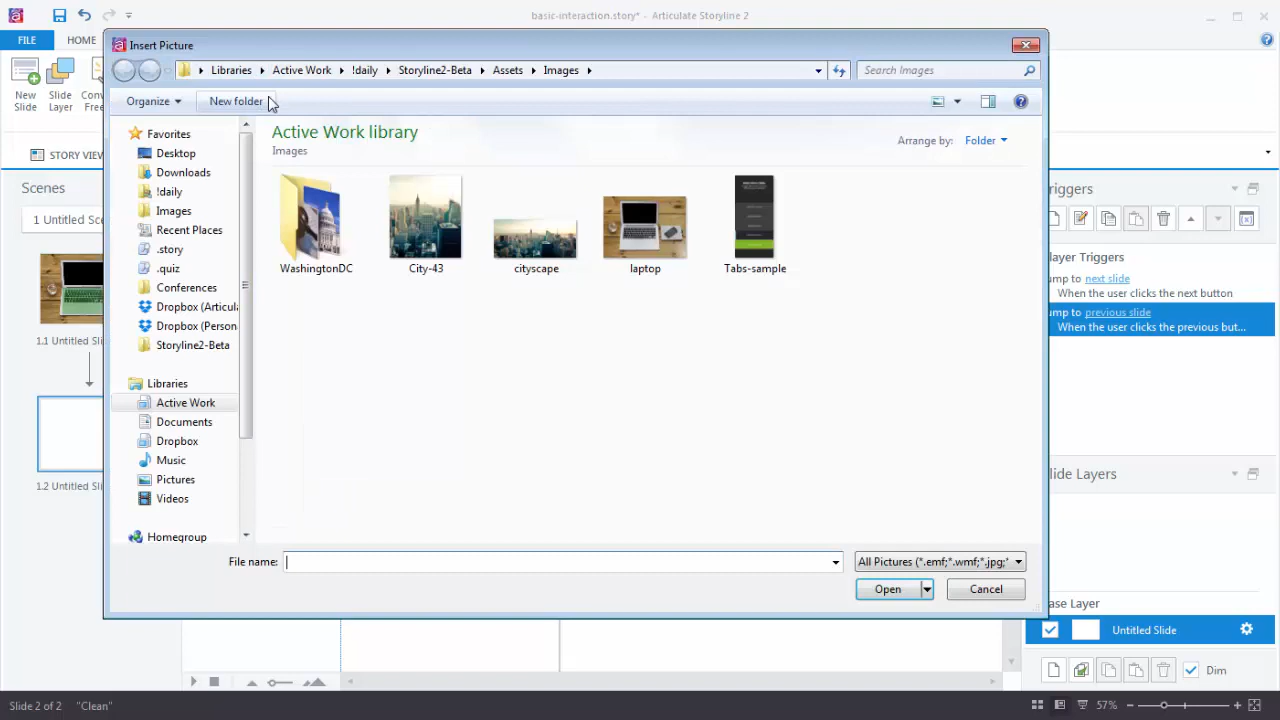 basic-interaction.story* - Articulate Storyline 2
FILE
HOME
New
Slide
Slide
Layer
STORY VIEW
Scenes
1 Untitled Sce
1.1 Untitled Sli
1.2 Untitled Sli
Insert Picture
Libraries
Active Work
!daily
Storyline2-Beta
Assets
Images
Search Images
Organize
New folder
Favorites
Desktop
Downloads
!daily
Images
Recent Places
.story
.quiz
Conferences
Dropbox (Articula
Dropbox (Person
Storyline2-Beta
Libraries
Active Work
Documents
Dropbox
Music
Pictures
Videos
Homegroup
Active Work library
Images
Arrange by:
Folder
WashingtonDC
City-43
cityscape
laptop
Tabs-sample
File name:
All Pictures (*.emf;*.wmf;*.jpg;*
Open
Cancel
riggers
layer Triggers
ump to next slide
When the user clicks the next button
ump to previous slide
When the user clicks the previous but...
lide Layers
ase Layer
Untitled Slide
Dim
Slide 2 of 2
"Clean"
57%